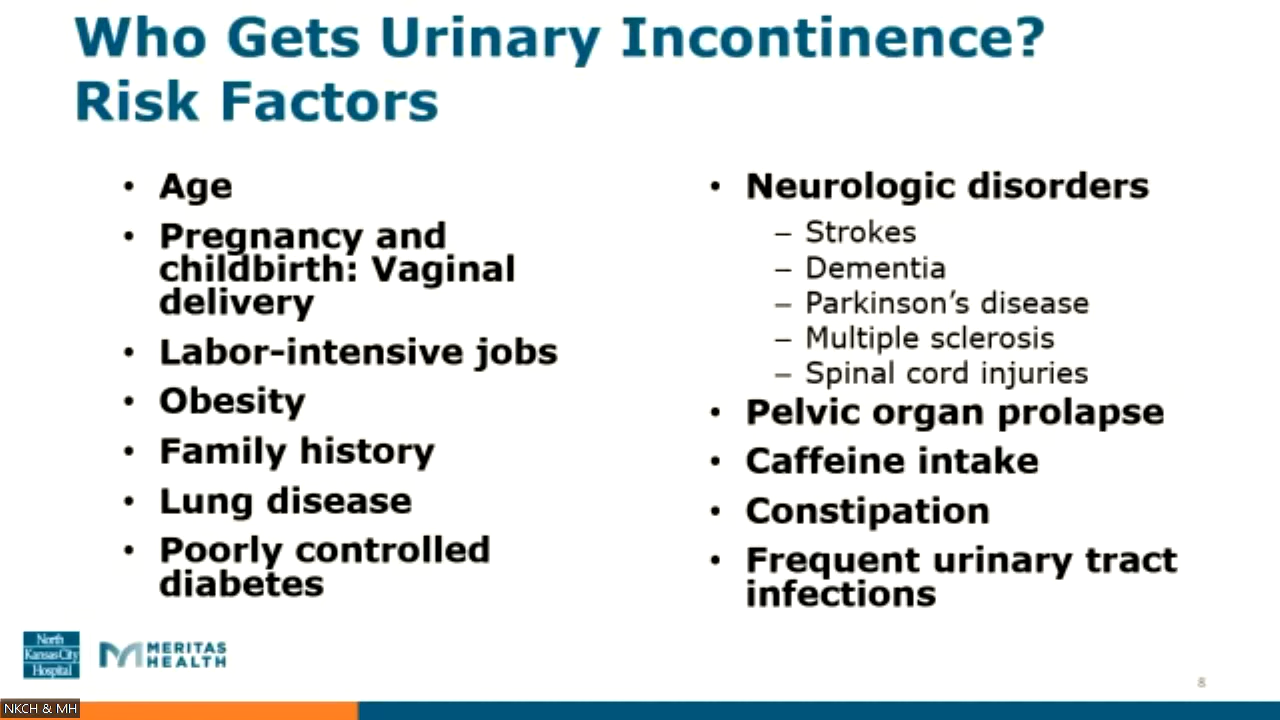 Who Gets Urinary Incontinence?
Risk Factors
• Age
• Pregnancy and
childbirth: Vaginal
delivery
• Labor-intensive jobs
• Obesity
• Family history
• Lung disease
• Poorly controlled
diabetes
• Neurologic disorders
– Strokes
– Dementia
– Parkinson’s disease
– Multiple sclerosis
– Spinal cord injuries
• Pelvic organ prolapse
• Caffeine intake
• Constipation
• Frequent urinary tract
infections
North
Kansas City
Hospital
MERITAS
HEALTH
8
NKCH & MH